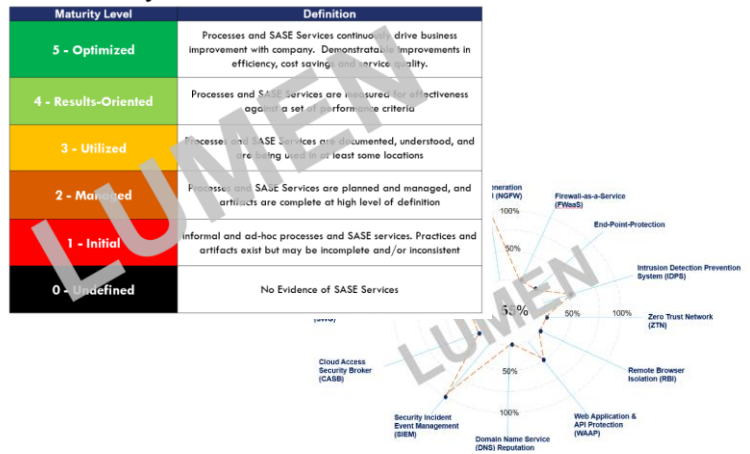 Maturity Level
Definition
5 - Optimized
Processes and SASE Services continuously drive business
improvement with company. Demonstratable improvements in
efficiency, cost savings and service quality.
4 - Results-Oriented
Processes and SASE Services are measured for effectiveness
against a set of performance criteria
3 - Utilized
Processes and SASE Services are documented, understood, and
are being used in at least some locations
2 - Managed
Processes and SASE Services are planned and managed, and
artifacts are complete at high level of definition
1 - Initial
Informal and ad-hoc processes and SASE services. Practices and
artifacts exist but may be incomplete and/or inconsistent
0 - Undefined
No Evidence of SASE Services
LUMEN
(NGFW)
Firewall-as-a-Service
(FWaaS)
100%
End-Point-Protection
50%
Intrusion Detection Prevention
System (IDPS)
50%
100%
Zero Trust Network
(ZTN)
Cloud Access
Security Broker
(CASB)
50%
Remote Browser
Isolation (RBI)
100%
Security Incident
Event Management
(SIEM)
Web Application &
API Protection
(WAAP)
Domain Name Service
(DNS) Reputation
LUMEN